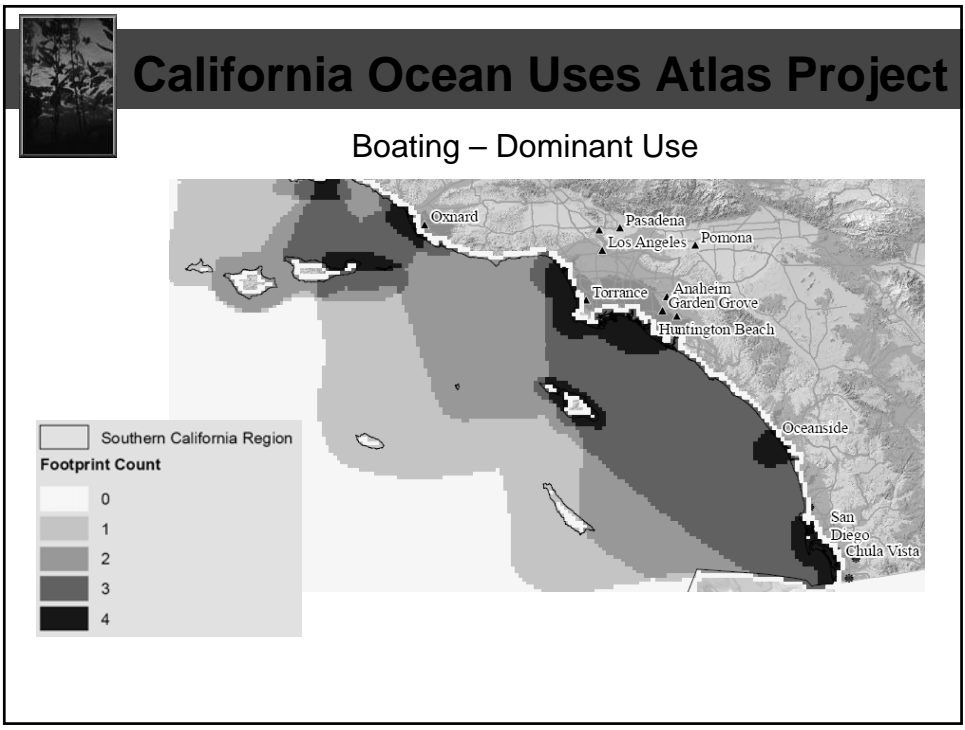 California Ocean Uses Atlas Project
Boating – Dominant Use
Oxnard
Pasadena
Los Angeles
Pomona
Torrance
Anaheim
Garden Grove
Huntington Beach
Oceanside
San
Diego
Chula Vista
Southern California Region
Footprint Count
0
1
2
3
4